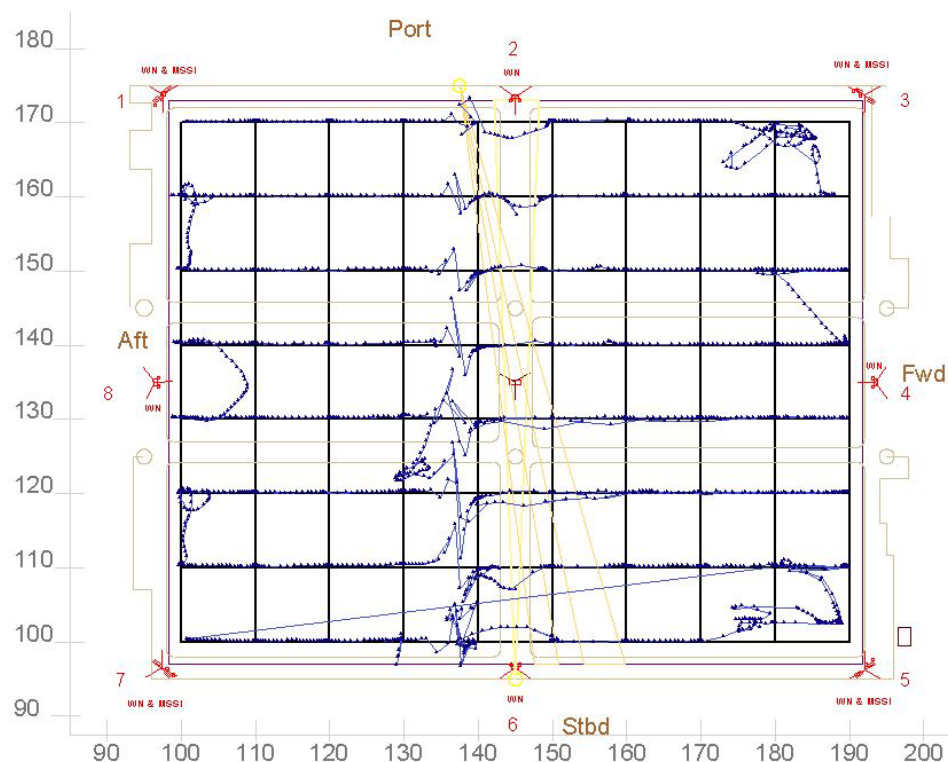 Port
180
2
WN & MSSI
WN
WN & MSSI
1
3
170
160
150
Aft
140
Fwd
8
4
WN
WN
130
120
110
100
7
5
WN & MSSI
WN
WN & MSSI
90
6
Stbd
90 100 110 120 130 140 150 160 170 180 190 200